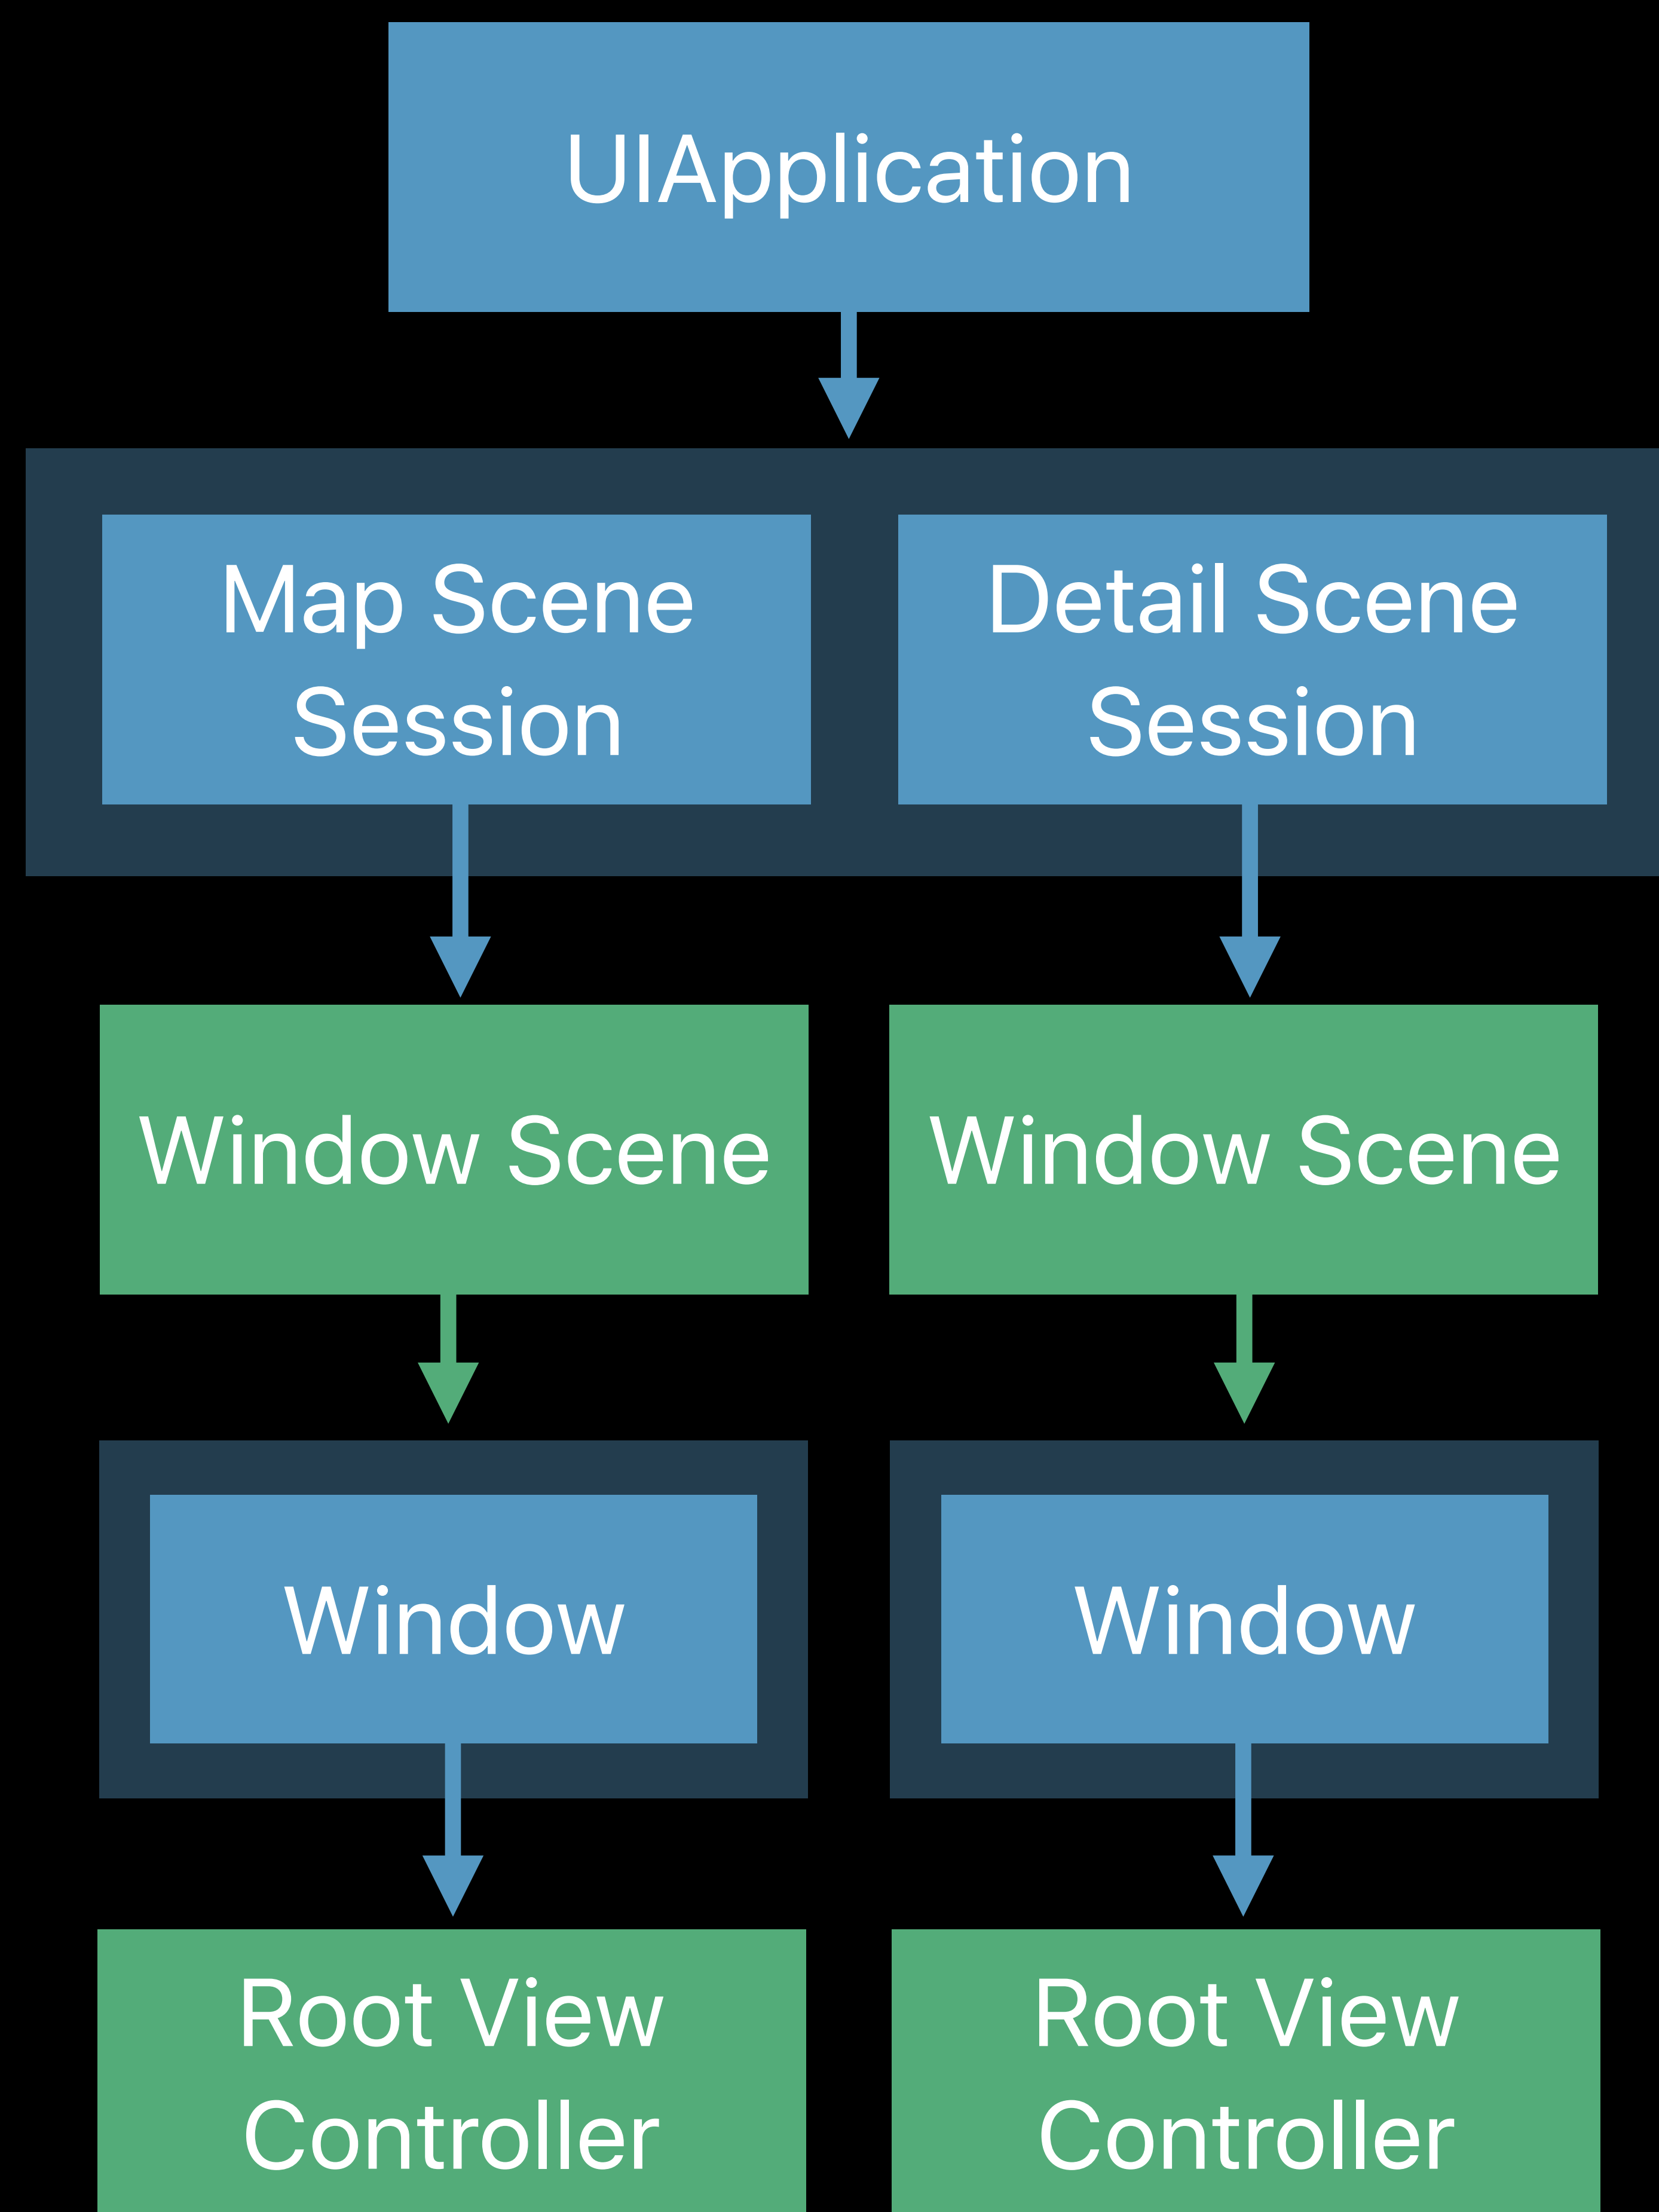 UIApplication
Map Scene
Session
Detail Scene
Session
Window Scene
Window Scene
Window
Window
Root View
Controller
Root View
Controller